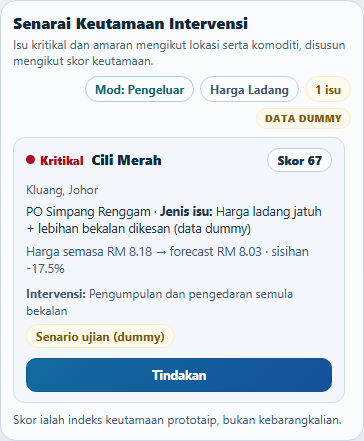 Senarai Keutamaan Intervensi
Isu kritikal dan amaran mengikut lokasi serta komoditi, disusun
mengikut skor keutamaan.
Mod: Pengeluar Harga Ladang 1 isu
DATA DUMMY
Kritikal Cili Merah Skor 67
Kluang, Johor
PO Simpang Renggam · Jenis isu: Harga ladang jatuh
+ lebihan bekalan dikesan (data dummy)
Harga semasa RM 8.18 → forecast RM 8.03 · sisihan
-17.5%
Intervensi: Pengumpulan dan pengedaran semula
bekalan
Senario ujian (dummy)
Tindakan
Skor ialah indeks keutamaan prototaip, bukan kebarangkalian.